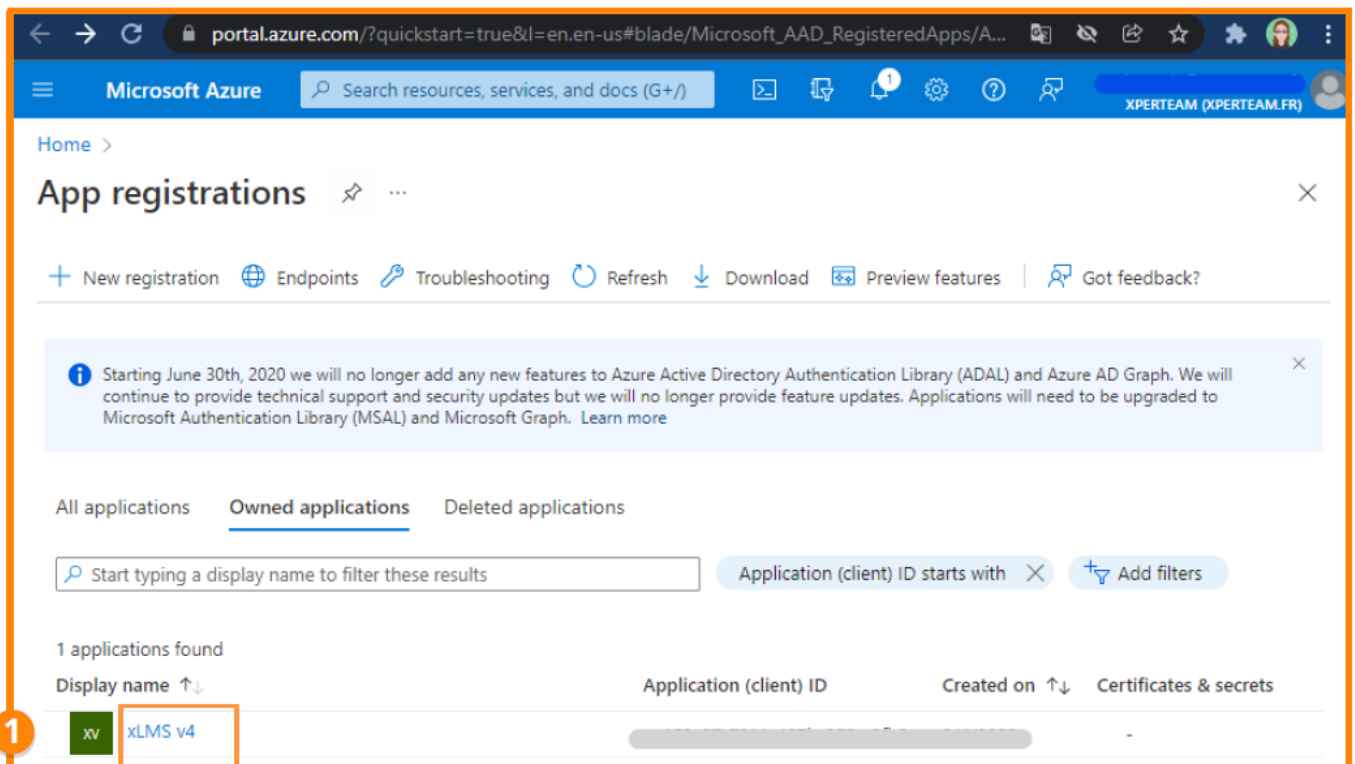 portal.azure.com/?quickstart=true&l=en.en-us#blade/Microsoft_AAD_RegisteredApps/A...
Microsoft Azure
Search resources, services, and docs (G+/)
1
XPERTEAM (XPERTEAM.FR)
Home >
App registrations
...
New registration
Endpoints
Troubleshooting
Refresh
Download
Preview features
Got feedback?
Starting June 30th, 2020 we will no longer add any new features to Azure Active Directory Authentication Library (ADAL) and Azure AD Graph. We will
continue to provide technical support and security updates but we will no longer provide feature updates. Applications will need to be upgraded to
Microsoft Authentication Library (MSAL) and Microsoft Graph. Learn more
All applications
Owned applications
Deleted applications
Start typing a display name to filter these results
Application (client) ID starts with
Add filters
1 applications found
Display name ↑↓
Application (client) ID
Created on ↑↓
Certificates & secrets
1
XV
xLMS v4
-